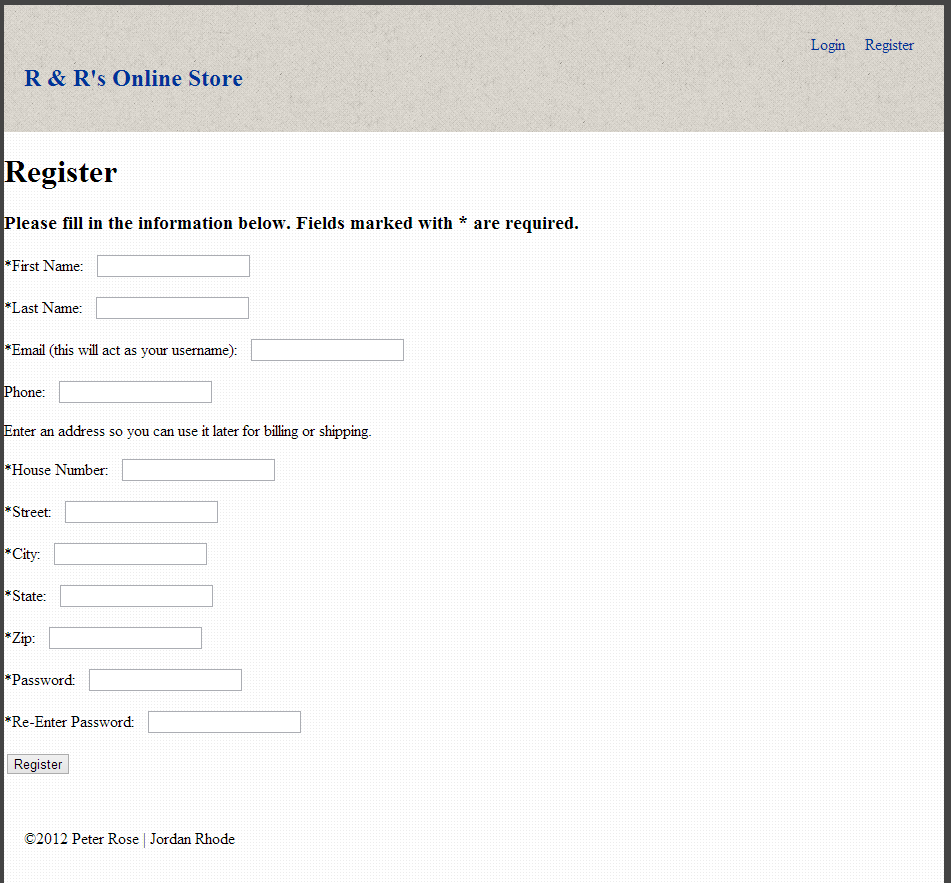 Login Register
R & R's Online Store
Register
Please fill in the information below. Fields marked with * are required.
*First Name:
*Last Name:
*Email (this will act as your username):
Phone:
Enter an address so you can use it later for billing or shipping.
*House Number:
*Street:
*City:
*State:
*Zip:
*Password:
*Re-Enter Password:
Register
©2012 Peter Rose | Jordan Rhode